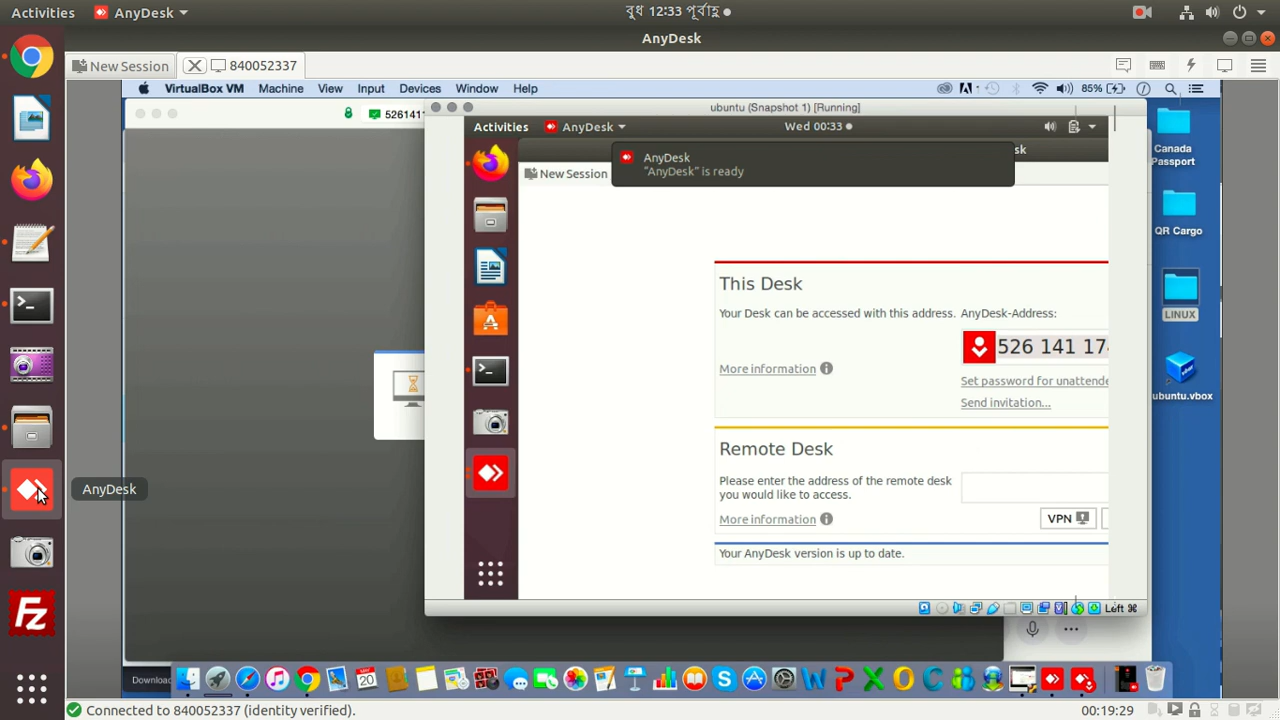 Activities
AnyDesk
বুধ 12:33 পূর্বাহ্ণ
AnyDesk
New Session
840052337
VirtualBox VM Machine View Input Devices Window Help
85%
5261411
ubuntu (Snapshot 1) [Running]
Activities
AnyDesk
Wed 00:33
AnyDesk
"AnyDesk" is ready
sk
New Session
This Desk
Your Desk can be accessed with this address.
AnyDesk-Address:
526 141 174
More information
Set password for unattende
Send invitation...
Remote Desk
Please enter the address of the remote desk
you would like to access.
More information
VPN
Your AnyDesk version is up to date.
Left ⌘
Canada
Passport
QR Cargo
LINUX
ubuntu.vbox
AnyDesk
Downloa
Connected to 840052337 (identity verified).
00:19:29